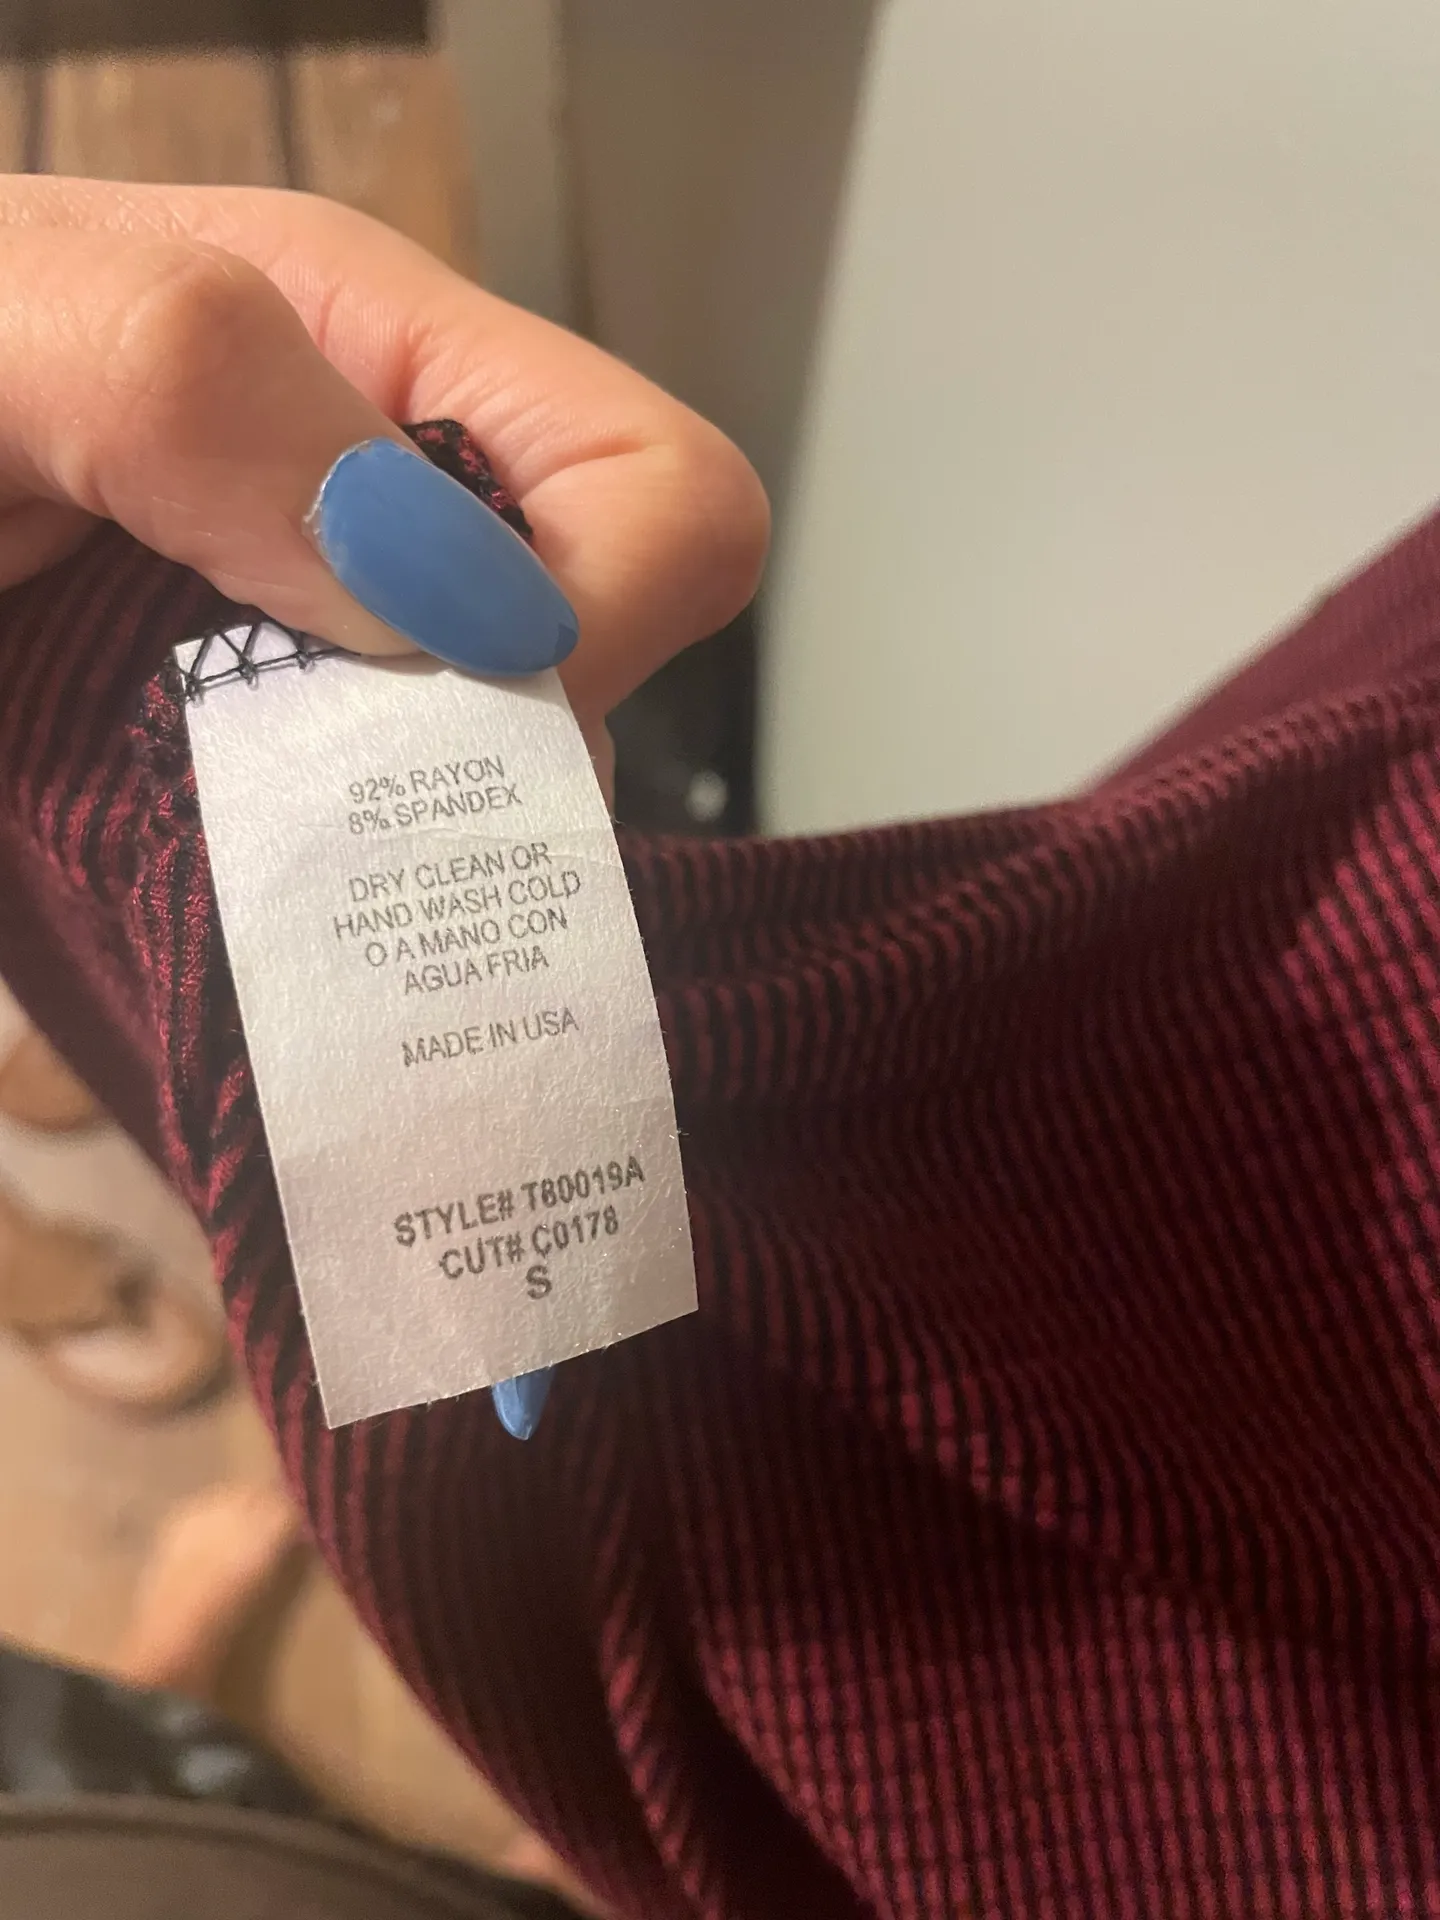 92% RAYON
8% SPANDEX
DRY CLEAN OR
HAND WASH COLD
O A MANO CON
AGUA FRIA
MADE IN USA
STYLE# T80019A
CUT# C0178
S